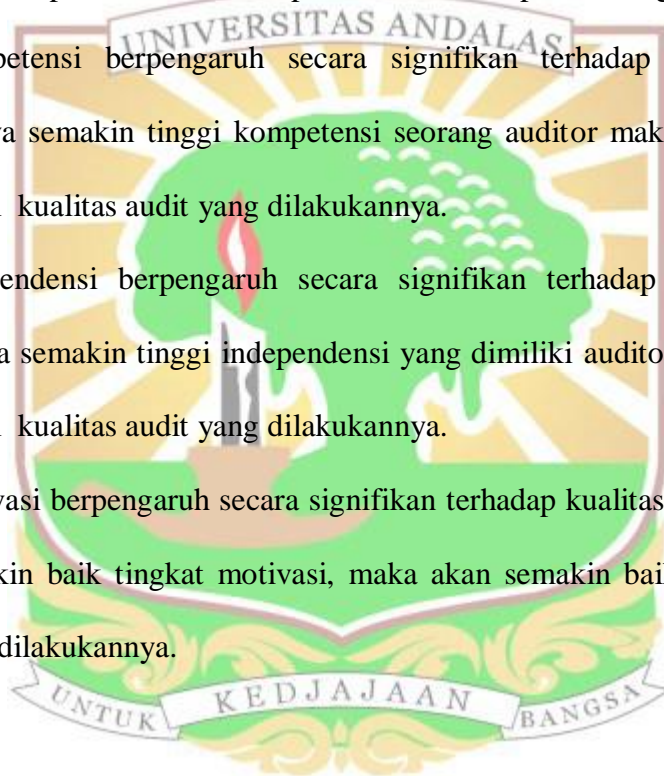 UNIVERSITAS ANDALAS
petensi berpengaruh secara signifikan terhadap
a semakin tinggi kompetensi seorang auditor mak
kualitas audit yang dilakukannya.
endensi berpengaruh secara signifikan terhadap
a semakin tinggi independensi yang dimiliki audito
kualitas audit yang dilakukannya.
asi berpengaruh secara signifikan terhadap kualitas
kin baik tingkat motivasi, maka akan semakin baik
dilakukannya.
UNTUK KEDJAJAAN BANGSA